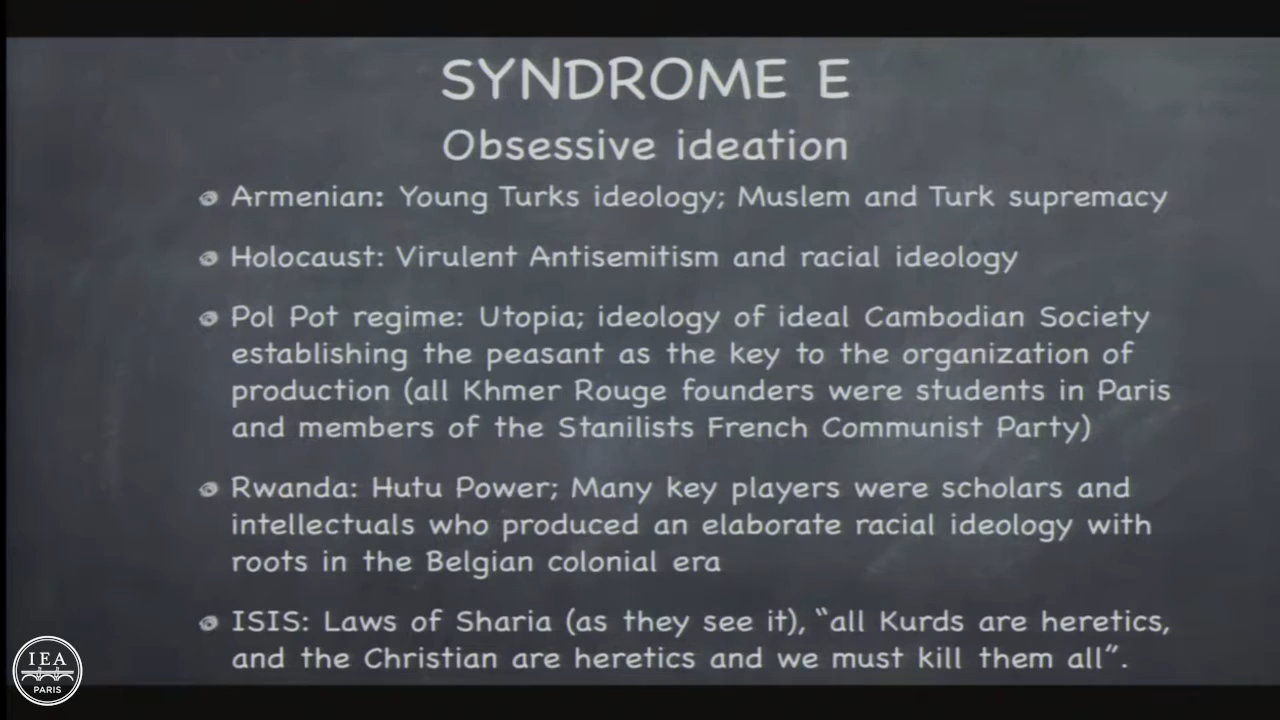 SYNDROME E
Obsessive ideation
Armenian: Young Turks ideology; Muslem and Turk supremacy
Holocaust: Virulent Antisemitism and racial ideology
Pol Pot regime: Utopia; ideology of ideal Cambodian Society
establishing the peasant as the key to the organization of
production (all Khmer Rouge founders were students in Paris
and members of the Stanilists French Communist Party)
Rwanda: Hutu Power; Many key players were scholars and
intellectuals who produced an elaborate racial ideology with
roots in the Belgian colonial era
ISIS: Laws of Sharia (as they see it), “all Kurds are heretics,
and the Christian are heretics and we must kill them all”.
IEA
PARIS